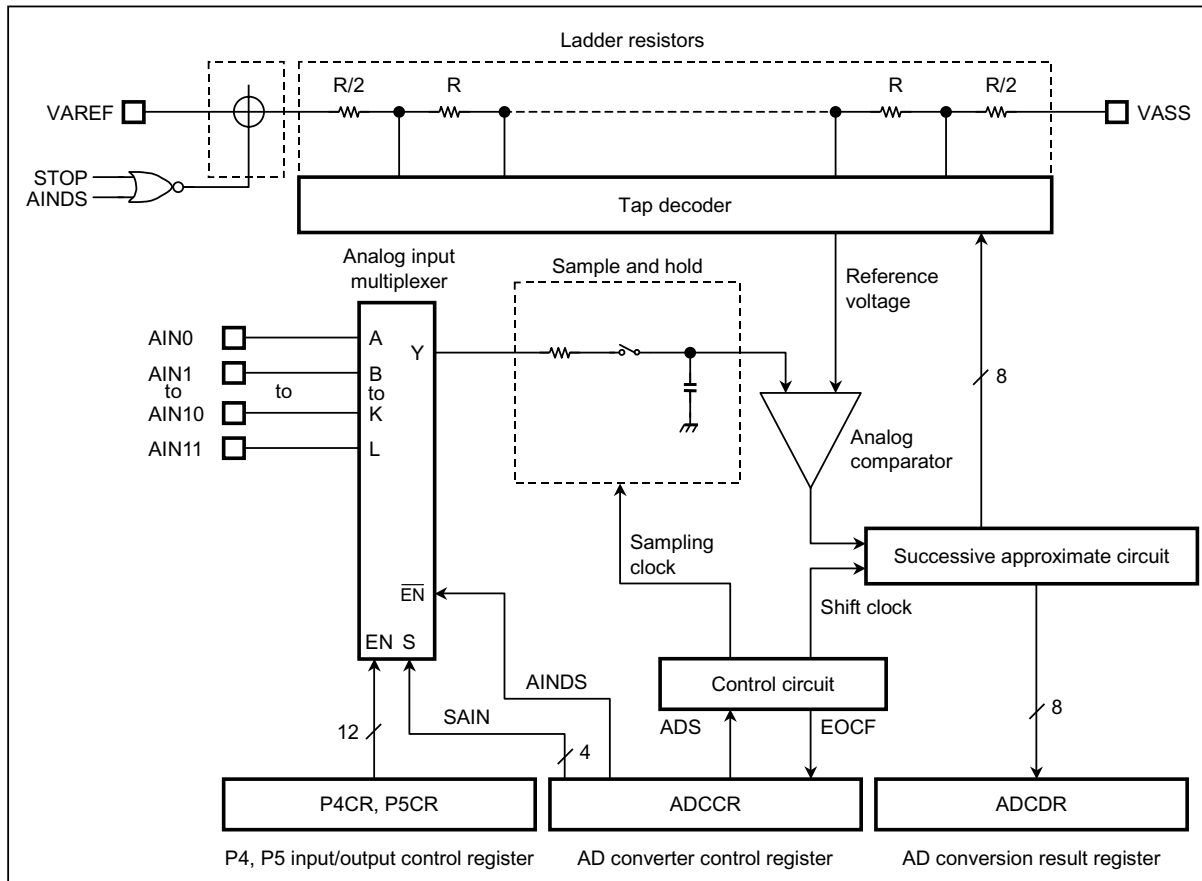 Ladder resistors
R/2
R
R
R/2
VAREF
VASS
STOP
AINDS
Tap decoder
Analog input
multiplexer
Sample and hold
Reference
voltage
AIN0
A
Y
AIN1
B
to
to
to
8
AIN10
K
AIN11
L
Analog
comparator
Sampling
clock
Successive approximate circuit
EN
Shift clock
EN S
Control circuit
AINDS
SAIN
ADS
EOCF
12
4
8
P4CR, P5CR
ADCCR
ADCDR
P4, P5 input/output control register
AD converter control register
AD conversion result register